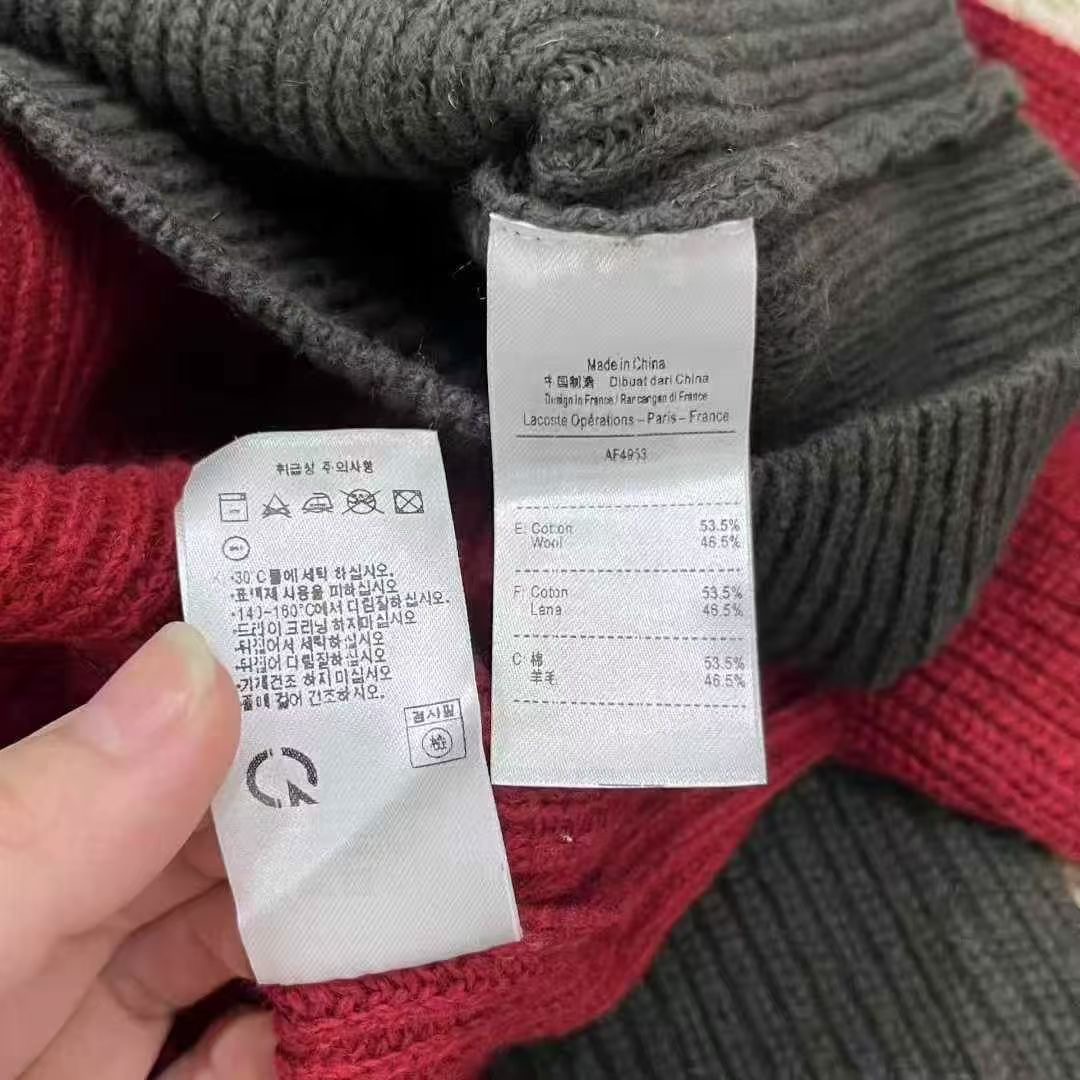 취급상 주의사항
·30°C 물에 세탁 하십시오.
·표백제 사용을 피하십시오
·140-160°C에서 다림질하십시오.
·드라이 크리닝 하지마십시오
·뒤집어서 세탁하십시오
·뒤집어 다림질하십시오
·기계건조 하지 마십시오
걸어 건조하십시오.
검사필
檢
Made in China
中国制造 Dibuat dari China
Design in France / Rancangan di France
Lacoste Opérations – Paris – France
AF4953
E: Cotton 53.5%
Wool 46.5%
F: Coton 53.5%
Lana 46.5%
C: 棉 53.5%
羊毛 46.5%